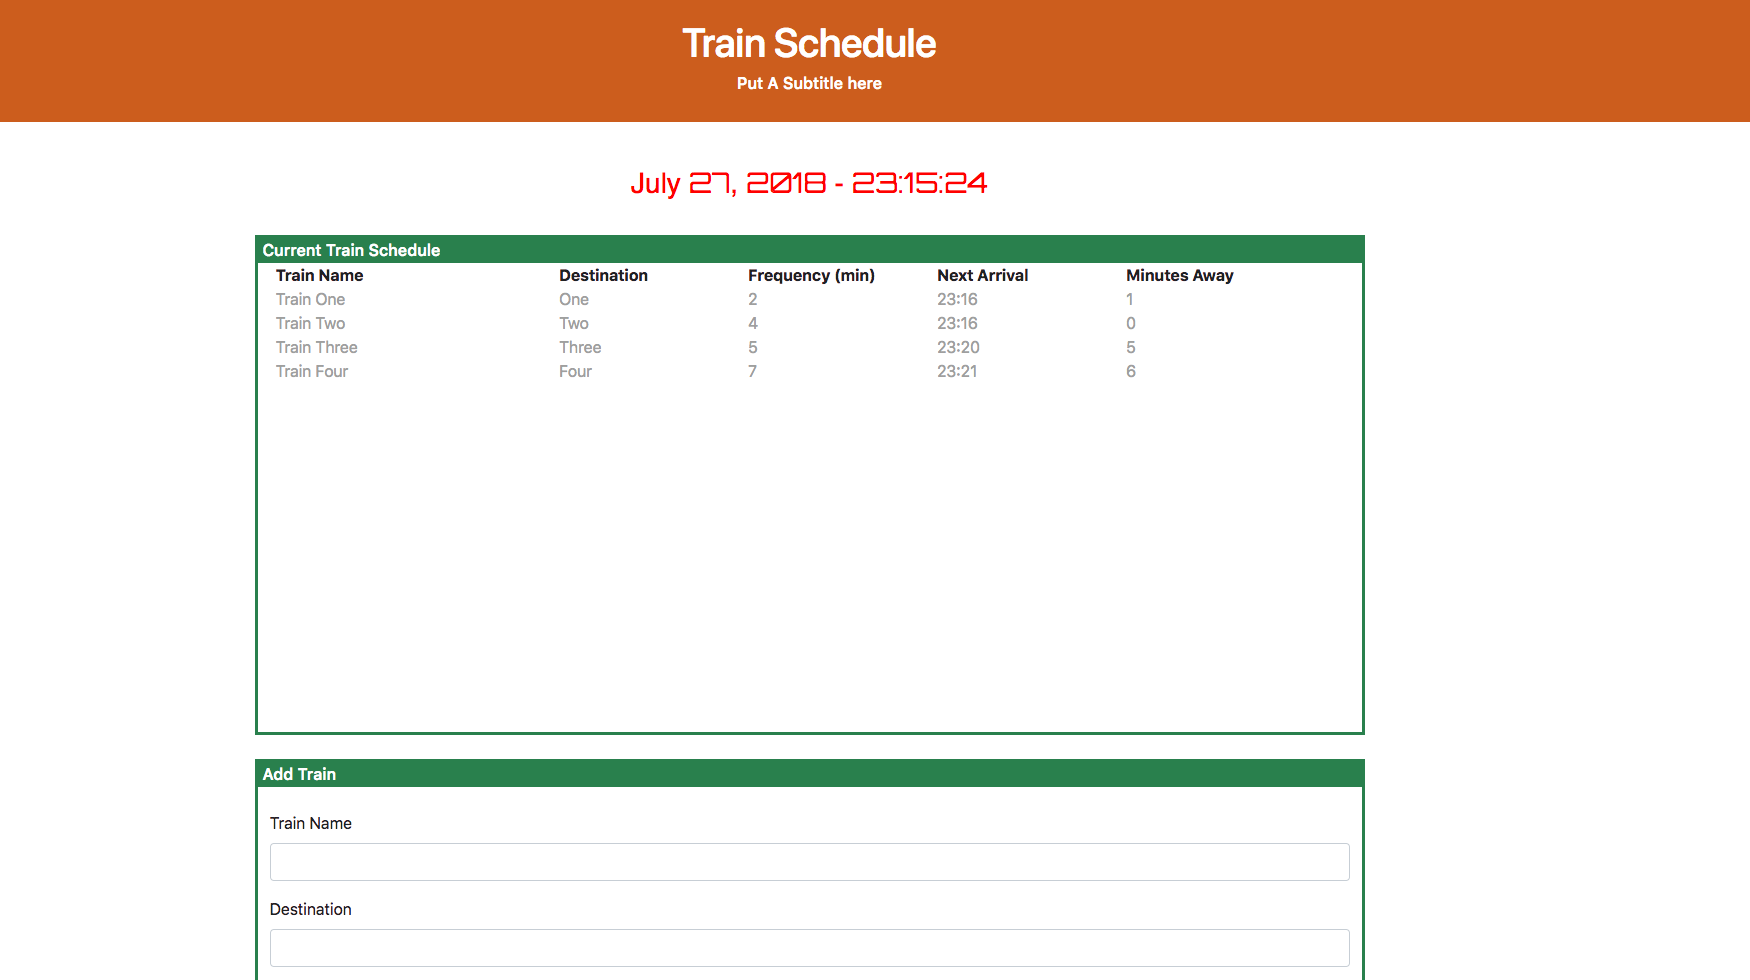 Train Schedule
Put A Subtitle here
July 27, 2018 - 23:15:24
Current Train Schedule
Train Name Destination Frequency (min) Next Arrival Minutes Away
Train One One 2 23:16 1
Train Two Two 4 23:16 0
Train Three Three 5 23:20 5
Train Four Four 7 23:21 6
Add Train
Train Name
Destination